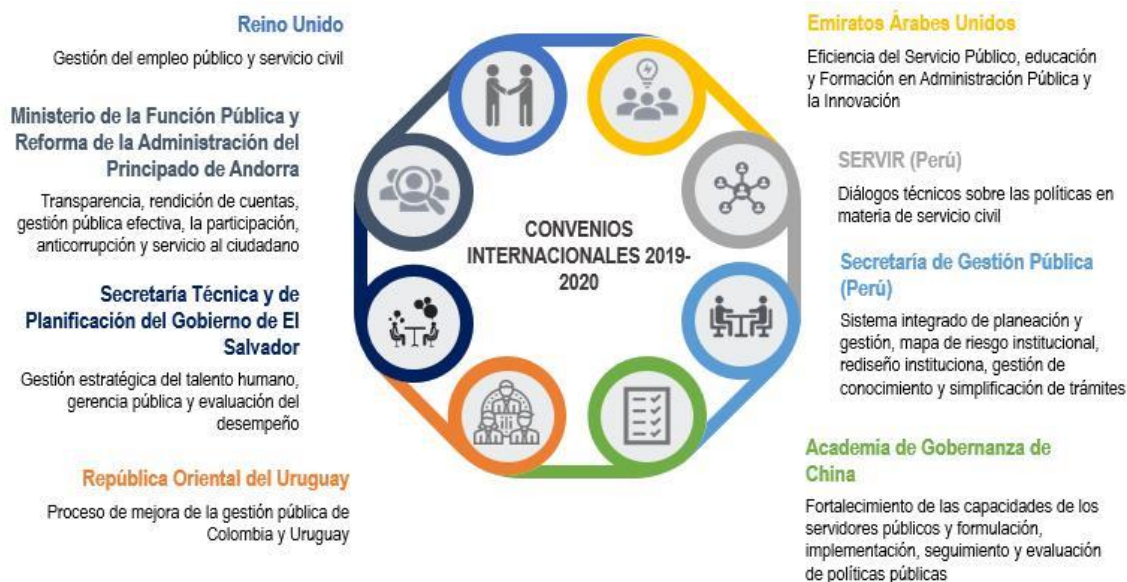 Reino Unido
Gestión del empleo público y servicio civil
Ministerio de la Función Pública y
Reforma de la Administración del
Principado de Andorra
Transparencia, rendición de cuentas,
gestión pública efectiva, la participación,
anticorrupción y servicio al ciudadano
Secretaría Técnica y de
Planificación del Gobierno de El
Salvador
Gestión estratégica del talento humano,
gerencia pública y evaluación del
desempeño
República Oriental del Uruguay
Proceso de mejora de la gestión pública de
Colombia y Uruguay
CONVENIOS
INTERNACIONALES 2019-
2020
Emiratos Árabes Unidos
Eficiencia del Servicio Público, educación
y Formación en Administración Pública y
la Innovación
SERVIR (Perú)
Diálogos técnicos sobre las políticas en
materia de servicio civil
Secretaría de Gestión Pública
(Perú)
Sistema integrado de planeación y
gestión, mapa de riesgo institucional,
rediseño instituciona, gestión de
conocimiento y simplificación de trámites
Academia de Gobernanza de
China
Fortalecimiento de las capacidades de los
servidores públicos y formulación,
implementación, seguimiento y evaluación
de políticas públicas